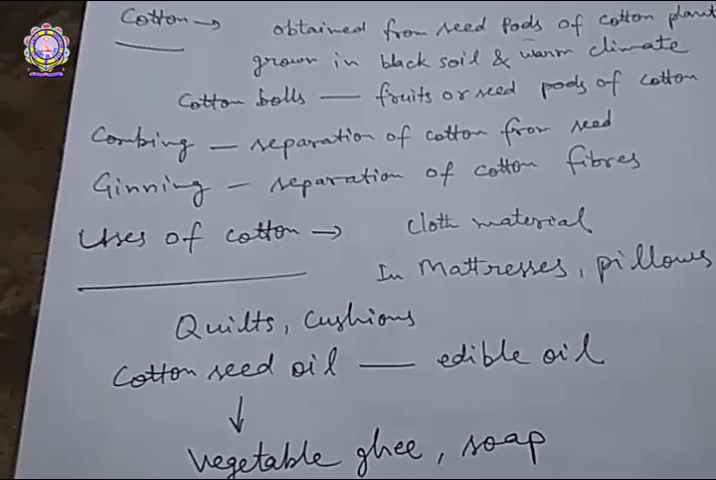 Cotton → obtained from seed pods of cotton plant
grown in black soil & warm climate
Cotton bolls — fruits or seed pods of cotton
Combing — separation of cotton from seed
Ginning — separation of cotton fibres
Uses of cotton → Cloth material
In Mattresses, pillows
Quilts, Cushions
Cotton seed oil — edible oil
↓
Vegetable ghee, soap